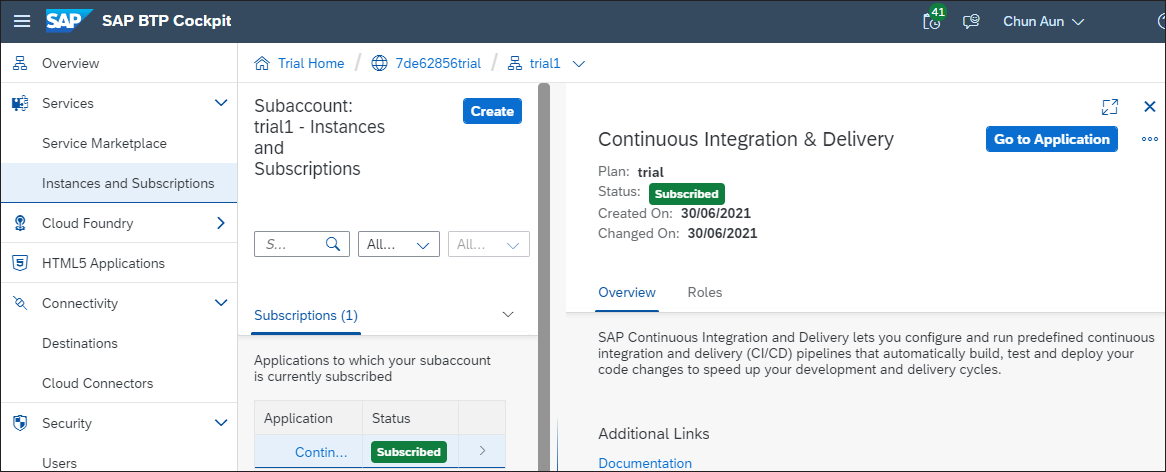 SAP
SAP BTP Cockpit
41
Chun Aun
Overview
Services
Service Marketplace
Instances and Subscriptions
Cloud Foundry
HTML5 Applications
Connectivity
Destinations
Cloud Connectors
Security
Users
Trial Home / 7de62856trial / trial1
Subaccount:
trial1 - Instances
and
Subscriptions
Create
S...
All...
All...
Subscriptions (1)
Applications to which your subaccount
is currently subscribed
Application Status
Contin... Subscribed
Continuous Integration & Delivery
Go to Application
Plan: trial
Status: Subscribed
Created On: 30/06/2021
Changed On: 30/06/2021
Overview Roles
SAP Continuous Integration and Delivery lets you configure and run predefined continuous
integration and delivery (CI/CD) pipelines that automatically build, test and deploy your
code changes to speed up your development and delivery cycles.
Additional Links
Documentation